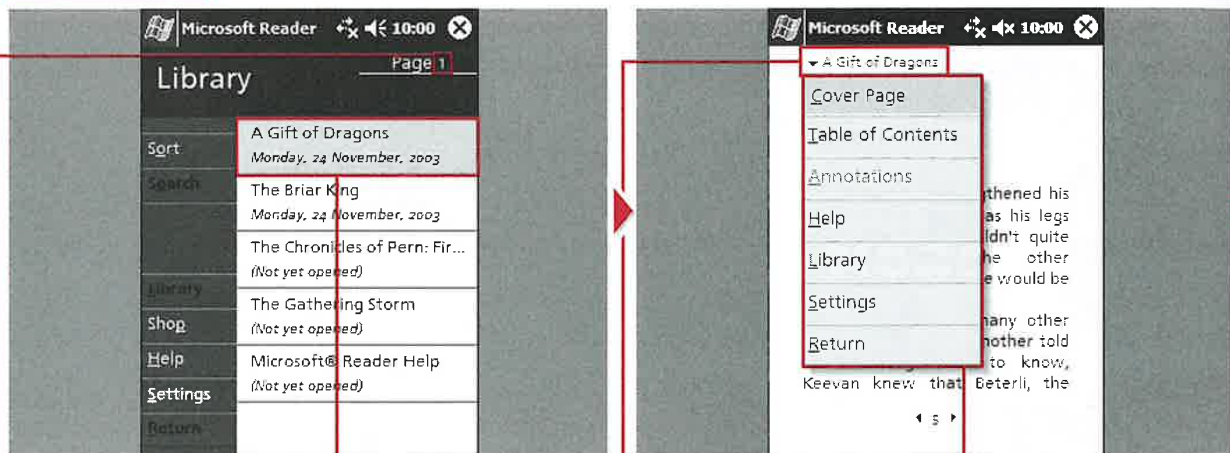 Microsoft Reader 10:00
Library
Page 1
Sort
Search
Library
Shop
Help
Settings
Return
A Gift of Dragons
Monday, 24 November, 2003
The Briar King
Monday, 24 November, 2003
The Chronicles of Pern: Fir...
(Not yet opened)
The Gathering Storm
(Not yet opened)
Microsoft® Reader Help
(Not yet opened)
Microsoft Reader 10:00
A Gift of Dragons
Cover Page
Table of Contents
Annotations
Help
Library
Settings
Return
gthened his
as his legs
ldn't quite
he other
e would be
many other
nother told
to know,
Keevan knew that Beterli, the
5